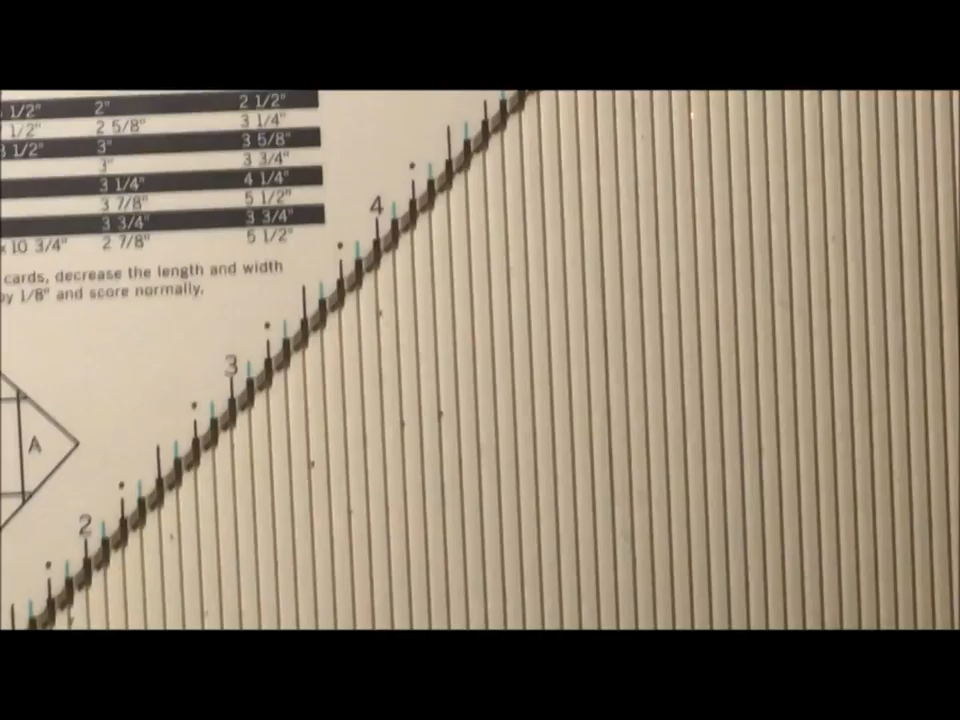 1/2" 2" 2 1/2"
1/2" 2 5/8" 3 1/4"
1/2" 3" 3 5/8"
3" 3 3/4"
3 1/4" 4 1/4"
3 7/8" 5 1/2"
3 3/4" 3 3/4"
x 10 3/4" 2 7/8" 5 1/2"
cards, decrease the length and width
by 1/8" and score normally.
4
3
A
2